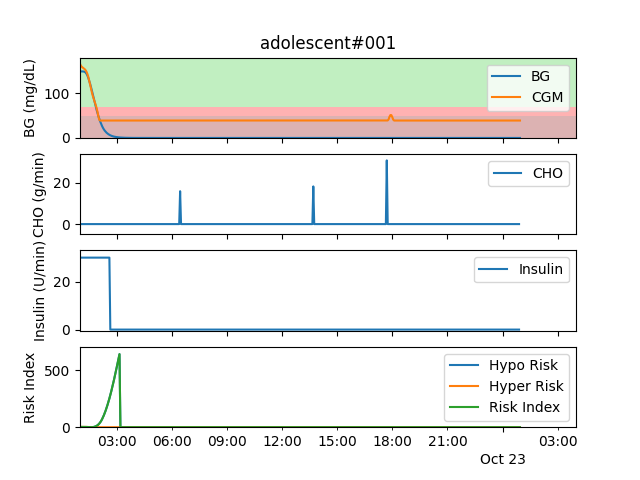 adolescent#001
BG (mg/dL)
100
0
BG
CGM
CHO (g/min)
20
0
CHO
Insulin (U/min)
20
0
Insulin
Risk Index
500
0
Hypo Risk
Hyper Risk
Risk Index
03:00 06:00 09:00 12:00 15:00 18:00 21:00 03:00
Oct 23